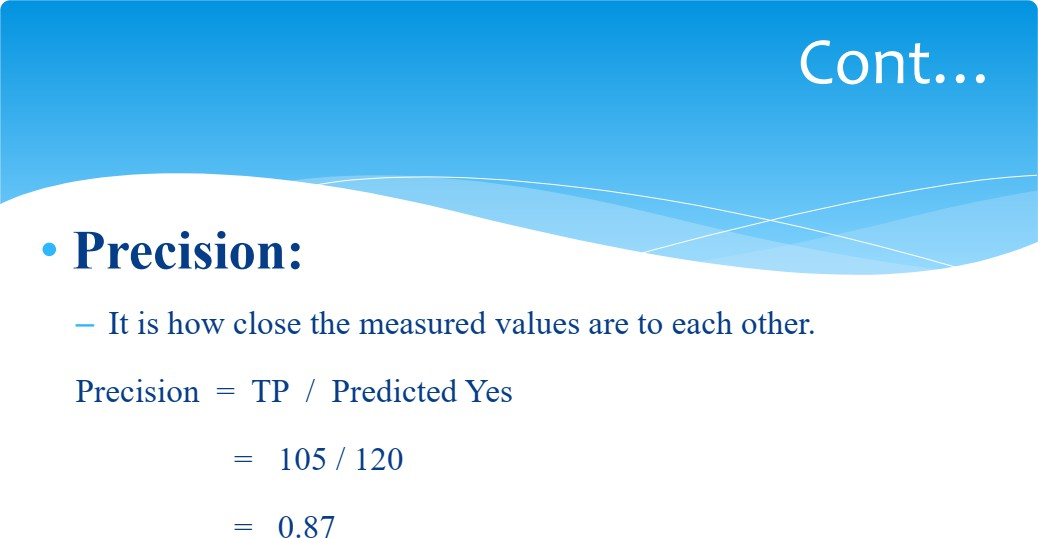 Cont…
• Precision:
– It is how close the measured values are to each other.
Precision = TP / Predicted Yes
= 105 / 120
= 0.87